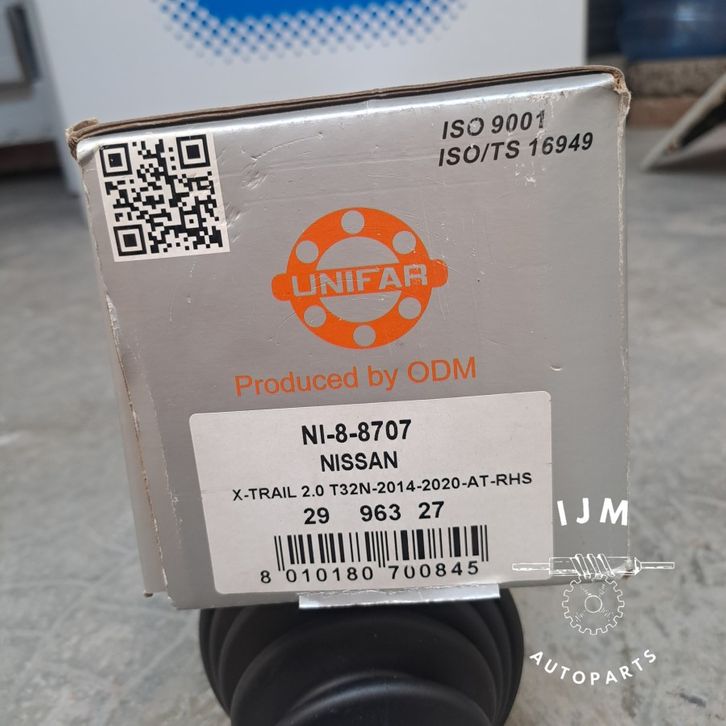 ISO 9001
ISO/TS 16949
UNIFAR
Produced by ODM
NI-8-8707
NISSAN
X-TRAIL 2.0 T32N-2014-2020-AT-RHS
29 963 27
8 010180 700845
IJM
AUTOPARTS